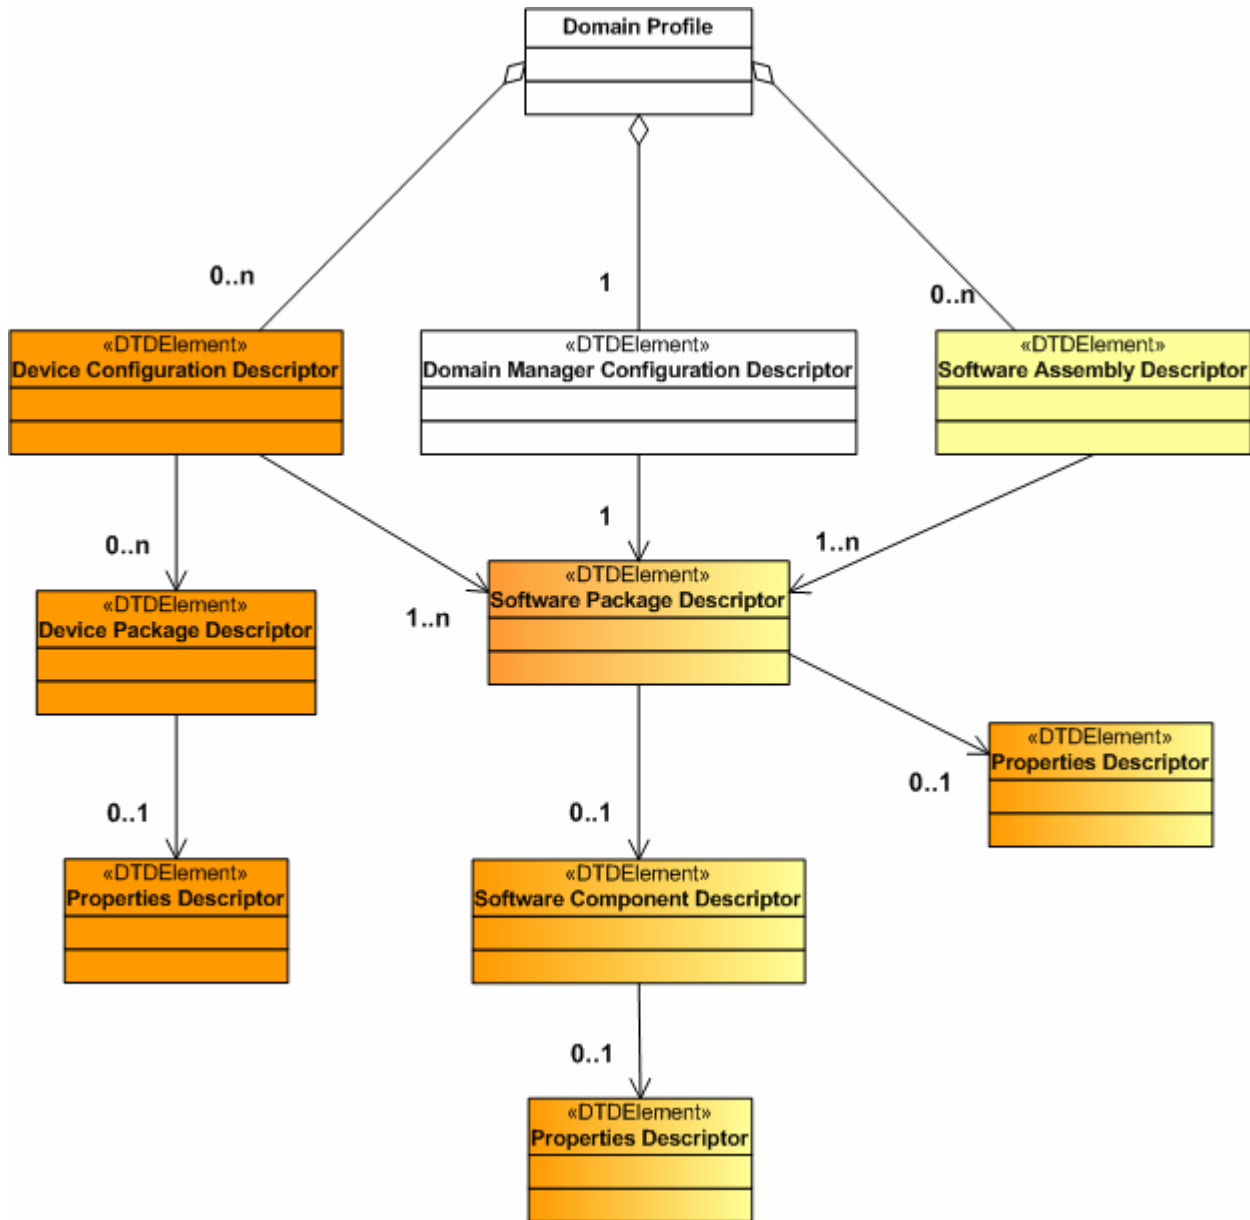 Domain Profile
0..n
1
0..n
«DTDElement»
Device Configuration Descriptor
«DTDElement»
Domain Manager Configuration Descriptor
«DTDElement»
Software Assembly Descriptor
0..n
1
1..n
1..n
«DTDElement»
Device Package Descriptor
«DTDElement»
Software Package Descriptor
0..1
0..1
0..1
«DTDElement»
Properties Descriptor
«DTDElement»
Properties Descriptor
«DTDElement»
Software Component Descriptor
0..1
«DTDElement»
Properties Descriptor